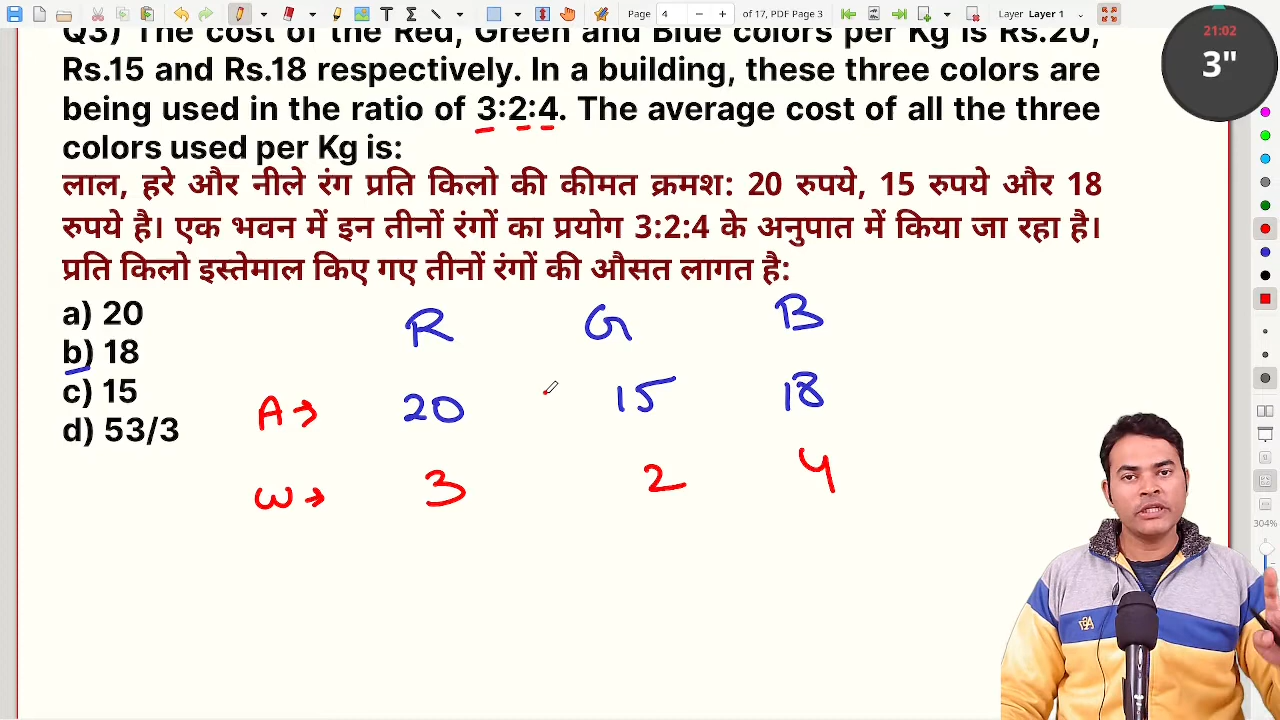 Page 4 of 17, PDF Page 3 Layer Layer 1
21:02
3"
Q3) The cost of the Red, Green and Blue colors per Kg is Rs.20,
Rs.15 and Rs.18 respectively. In a building, these three colors are
being used in the ratio of 3:2:4. The average cost of all the three
colors used per Kg is:
लाल, हरे और नीले रंग प्रति किलो की कीमत क्रमश: 20 रुपये, 15 रुपये और 18
रुपये है। एक भवन में इन तीनों रंगों का प्रयोग 3:2:4 के अनुपात में किया जा रहा है।
प्रति किलो इस्तेमाल किए गए तीनों रंगों की औसत लागत है:
a) 20
b) 18
c) 15
d) 53/3
R G B
A→ 20 15 18
W→ 3 2 4
304%